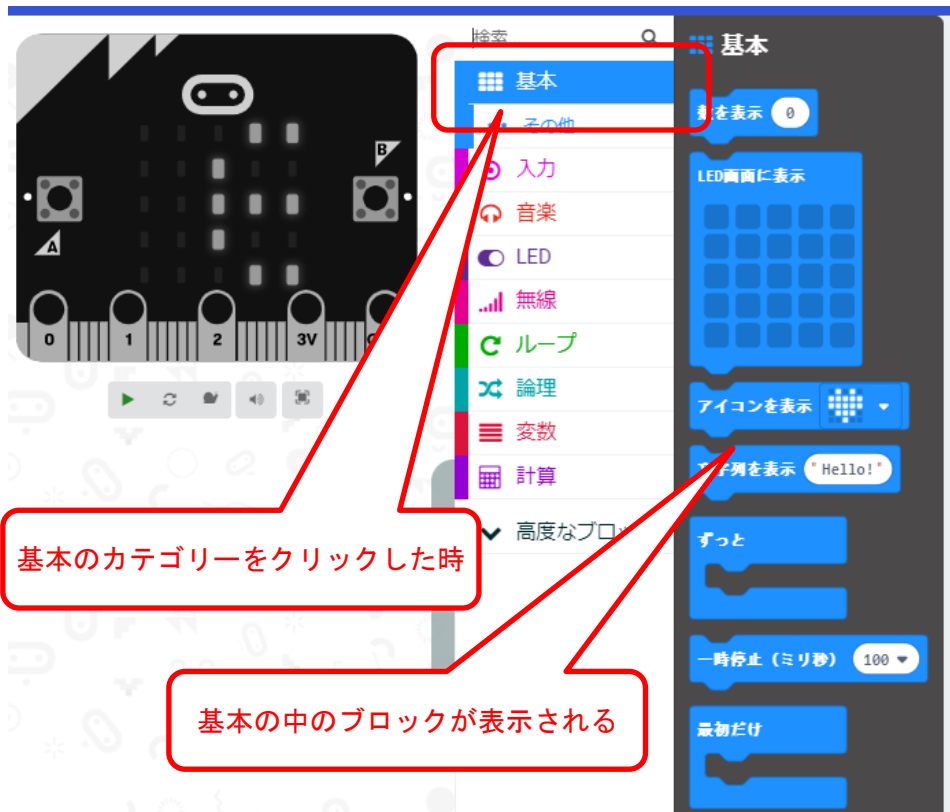 検索
基本
その他
入力
音楽
LED
無線
ループ
論理
変数
計算
高度なブロッ
基本
数を表示 0
LED画面に表示
アイコンを表示
文字列を表示 "Hello!"
ずっと
一時停止（ミリ秒） 100
最初だけ
B
A
0 1 2 3V
基本のカテゴリーをクリックした時
基本の中のブロックが表示される